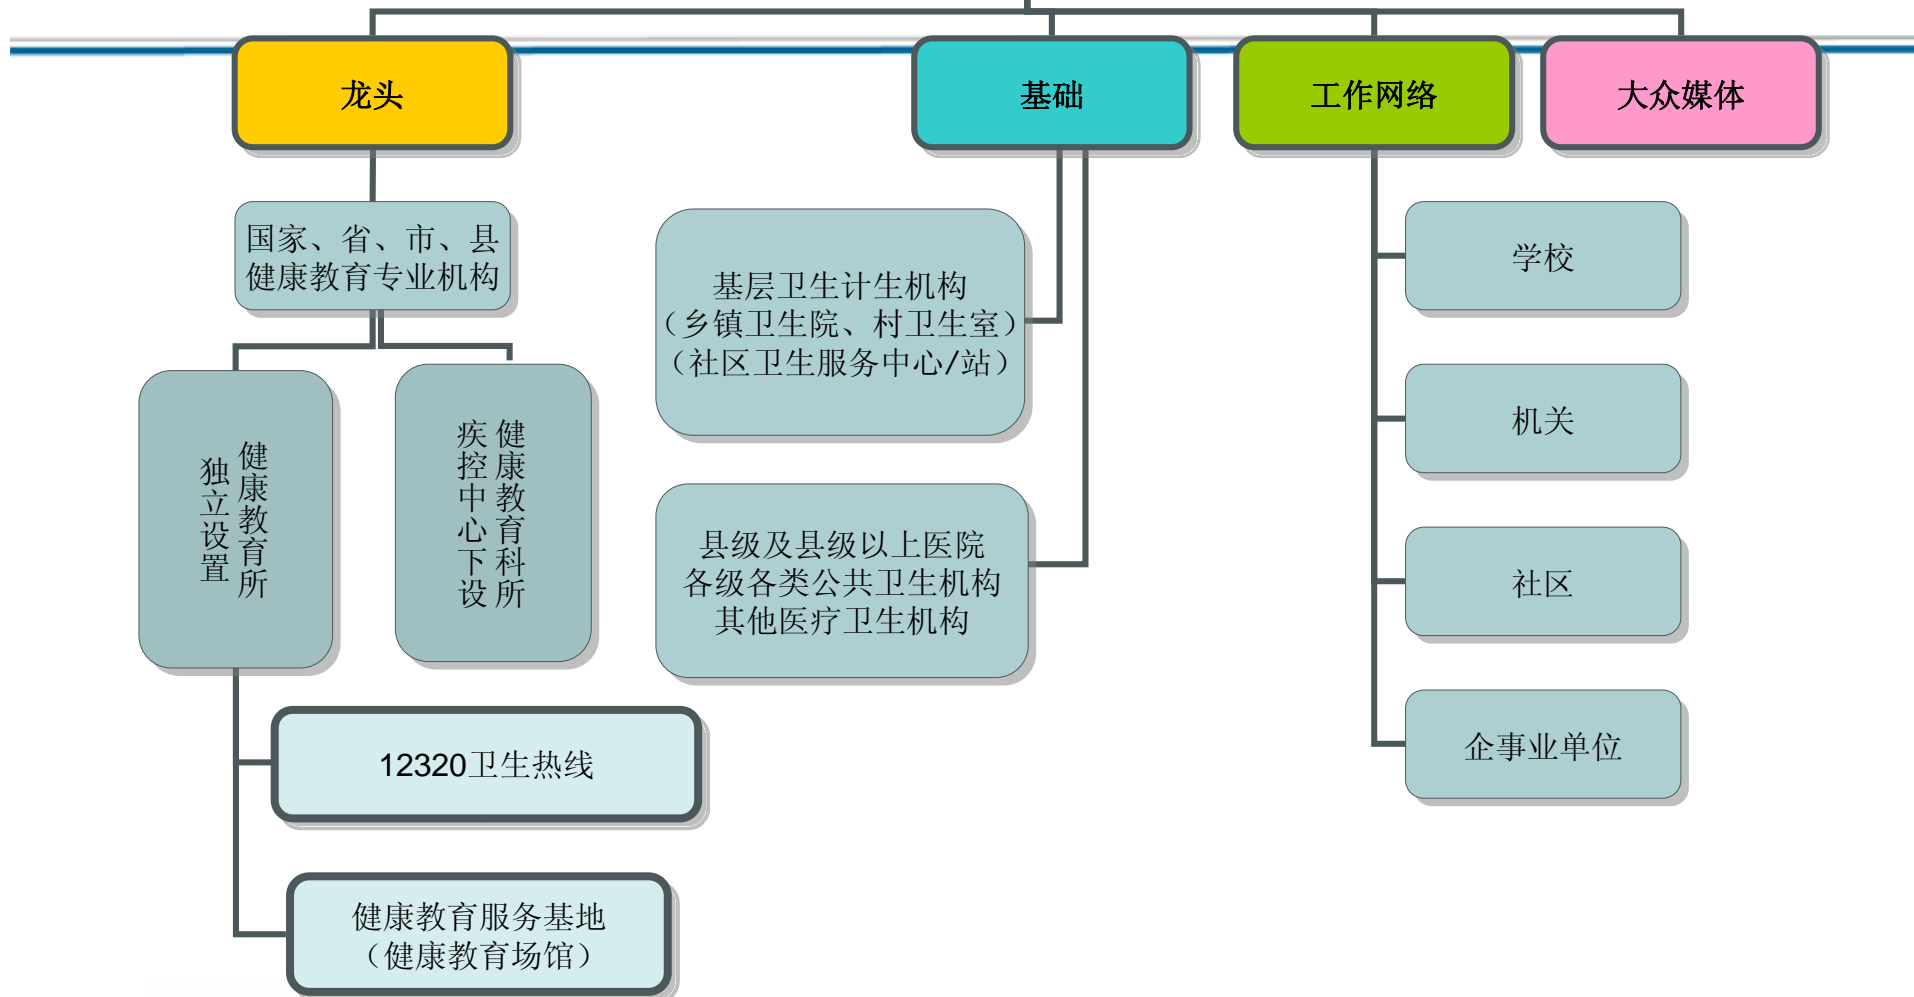 龙头
基础
工作网络
大众媒体
国家、省、市、县
健康教育专业机构
基层卫生计生机构
（乡镇卫生院、村卫生室）
（社区卫生服务中心/站）
学校
机关
健康教育所
独立设置
健康教育科所
疾控中心下设
县级及县级以上医院
各级各类公共卫生机构
其他医疗卫生机构
社区
企事业单位
12320卫生热线
健康教育服务基地
（健康教育场馆）